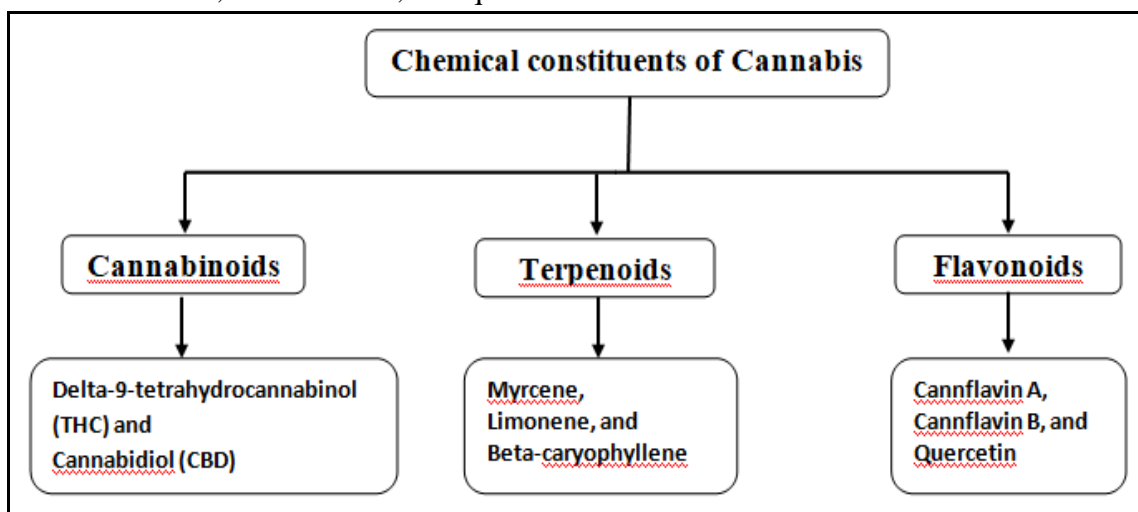 Chemical constituents of Cannabis
Cannabinoids
Terpenoids
Flavonoids
Delta-9-tetrahydrocannabinol
(THC) and
Cannabidiol (CBD)
Myrcene,
Limonene, and
Beta-caryophyllene
Cannflavin A,
Cannflavin B, and
Quercetin